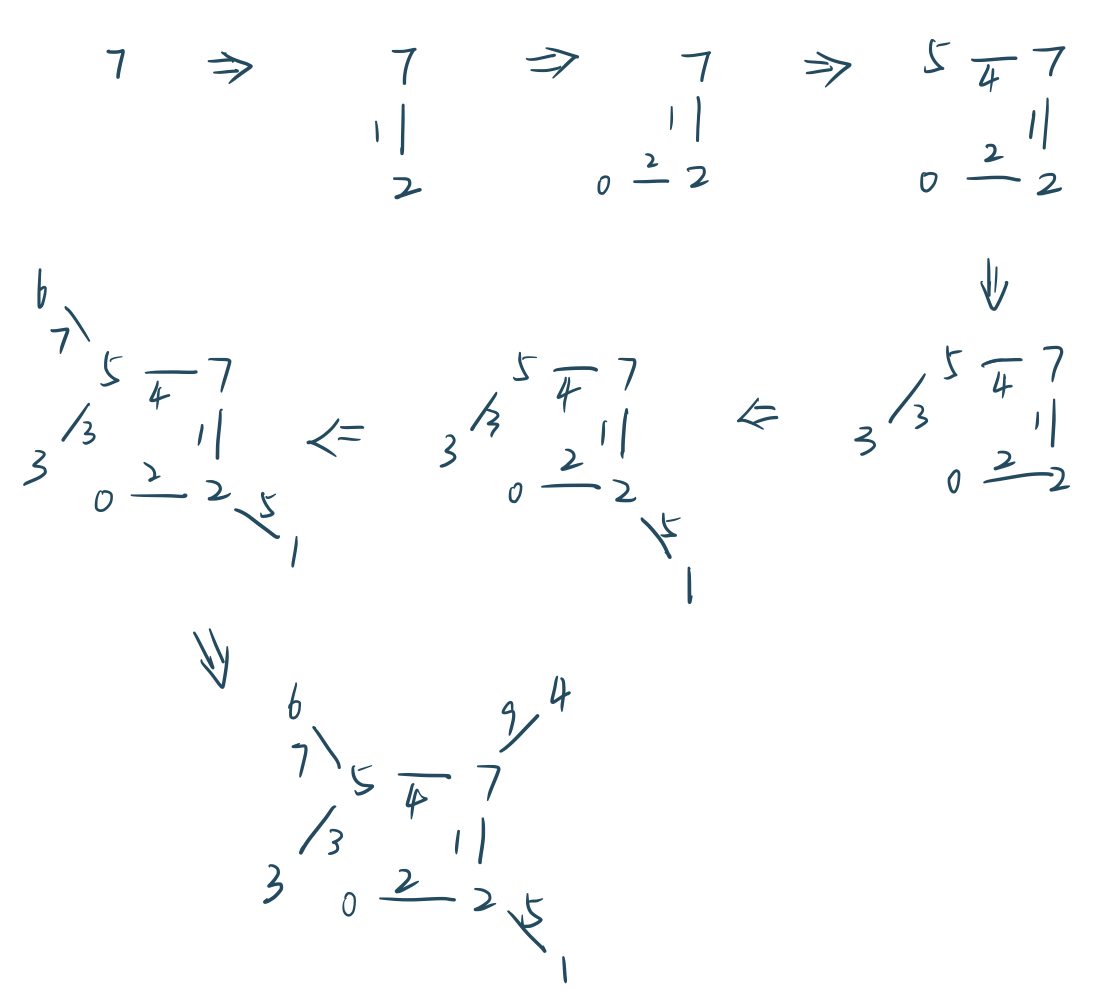 7 ⇒ 7 ⇒ 7 ⇒ 5 4 7
1 1 1
2 0 2 2 0 2 2
⇓
6
7 5 4 7 5 4 7 5 4 7
3 1 ⇐ 3 1 ⇐ 3 1
3 0 2 2 3 0 2 2 3 0 2 2
5 5
1 1
⇓
6 9 4
7 5 4 7
3 1
3 0 2 2 5
1